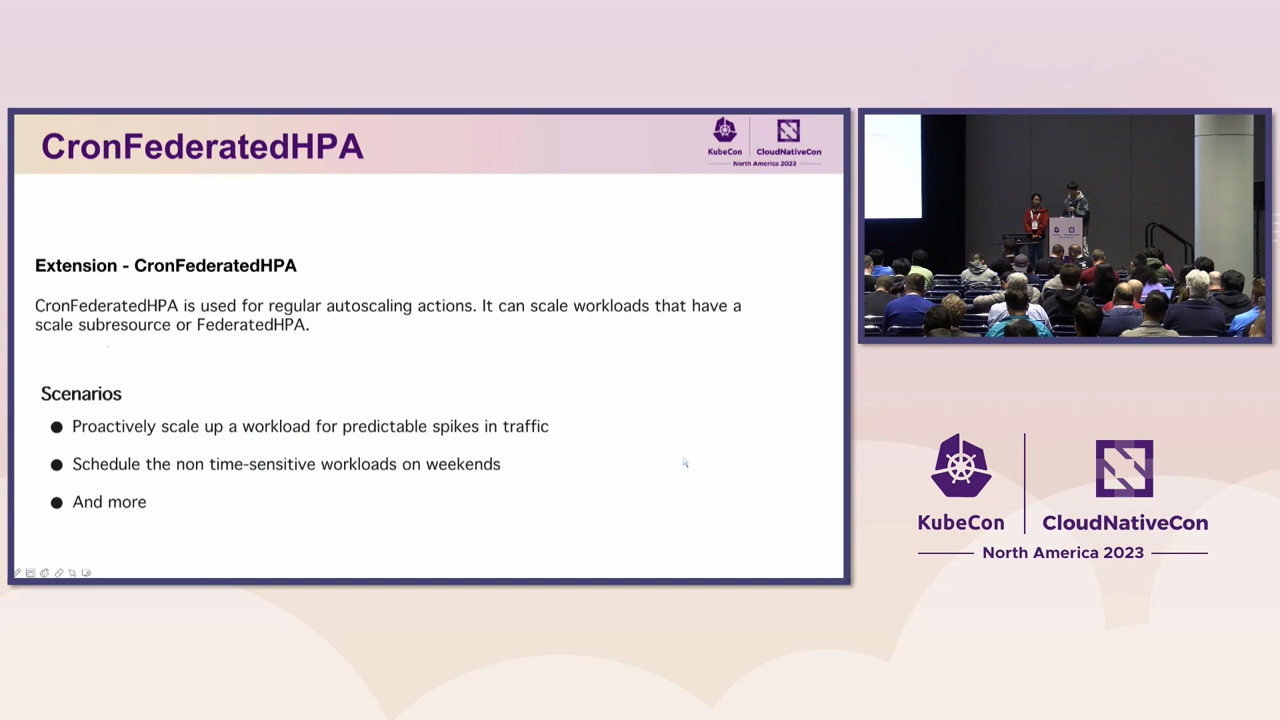 CronFederatedHPA
KubeCon
CloudNativeCon
North America 2023
Extension - CronFederatedHPA
CronFederatedHPA is used for regular autoscaling actions. It can scale workloads that have a
scale subresource or FederatedHPA.
Scenarios
● Proactively scale up a workload for predictable spikes in traffic
● Schedule the non time-sensitive workloads on weekends
● And more
KubeCon
CloudNativeCon
North America 2023